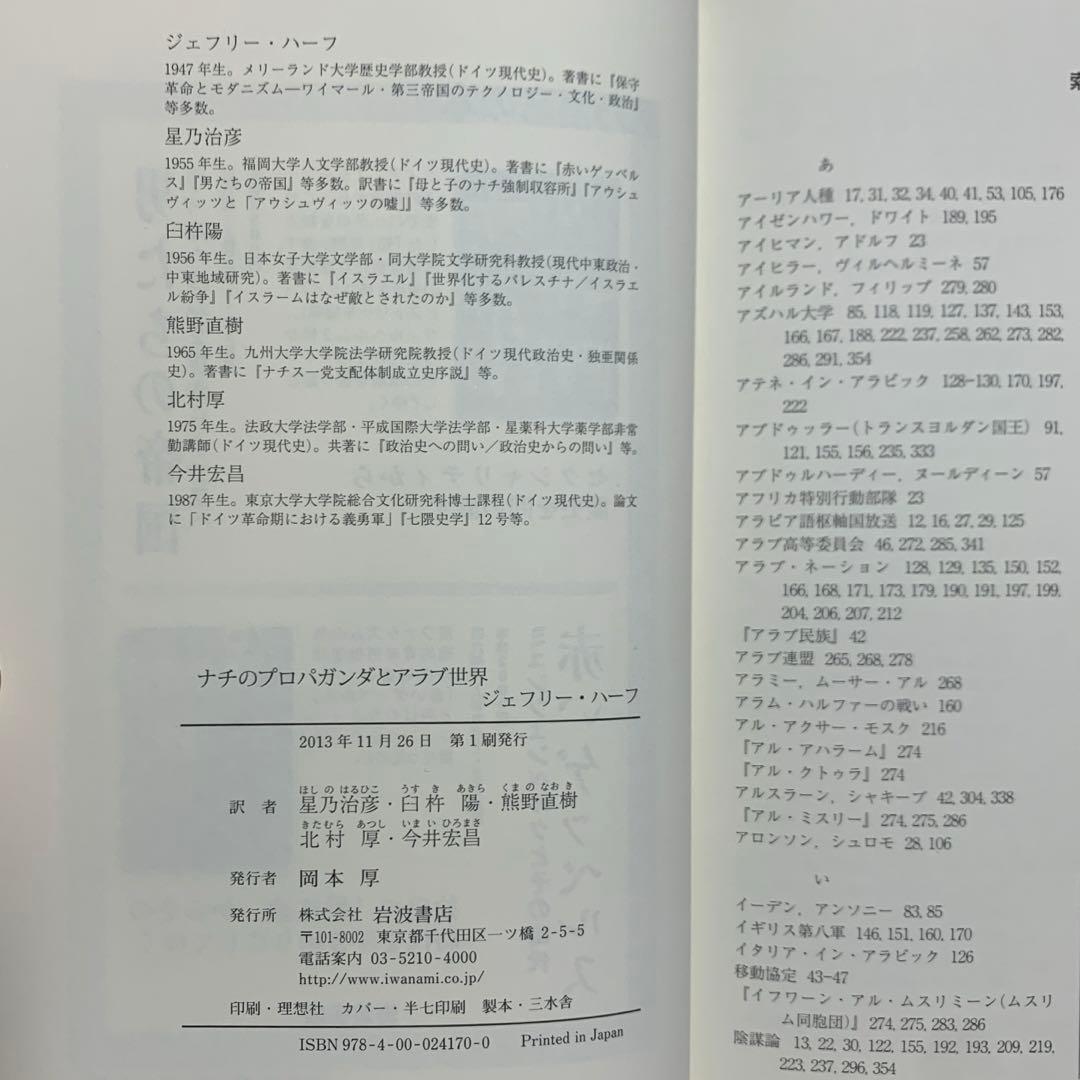 ジェフリー・ハーフ
1947年生。メリーランド大学歴史学部教授(ドイツ現代史)。著書に『保守
革命とモダニズム―ワイマール・第三帝国のテクノロジー・文化・政治』
等多数。
星乃治彦
1955年生。福岡大学人文学部教授(ドイツ現代史)。著書に『赤いゲッベル
ス』『男たちの帝国』等多数。訳書に『母と子のナチ強制収容所』『アウシュ
ヴィッツと「アウシュヴィッツの嘘」』等多数。
臼杵陽
1956年生。日本女子大学文学部・同大学院文学研究科教授(現代中東政治・
中東地域研究)。著書に『イスラエル』『世界化するパレスチナ/イスラエ
ル紛争』『イスラームはなぜ敵とされたのか』等多数。
熊野直樹
1965年生。九州大学大学院法学研究院教授(ドイツ現代政治史・独亜関係
史)。著書に『ナチス一党支配体制成立史序説』等。
北村厚
1975年生。法政大学法学部・平成国際大学法学部・星薬科大学薬学部非常
勤講師(ドイツ現代史)。共著に『政治史への問い/政治史からの問い』等。
今井宏昌
1987年生。東京大学大学院総合文化研究科博士課程(ドイツ現代史)。論文
に「ドイツ革命期における義勇軍」『七隈史学』12号等。
ナチのプロパガンダとアラブ世界
ジェフリー・ハーフ
2013年11月26日 第1刷発行
ほしの はるひこ うすき あきら くまの なおき
訳者 星乃治彦・臼杵 陽・熊野直樹
きたむら あつし いまい ひろまさ
北村 厚・今井宏昌
発行者 岡本 厚
発行所 株式会社 岩波書店
〒101-8002 東京都千代田区一ツ橋2-5-5
電話案内 03-5210-4000
http://www.iwanami.co.jp/
印刷・理想社 カバー・半七印刷 製本・三水舎
ISBN 978-4-00-024170-0 Printed in Japan
索
あ
アーリア人種 17, 31, 32, 34, 40, 41, 53, 105, 176
アイゼンハワー, ドワイト 189, 195
アイヒマン, アドルフ 23
アイヒラー, ヴィルヘルミーネ 57
アイルランド, フィリップ 279, 280
アズハル大学 85, 118, 119, 127, 137, 143, 153,
166, 167, 188, 222, 237, 258, 262, 273, 282,
286, 291, 354
アテネ・イン・アラビック 128-130, 170, 197,
222
アブドゥッラー(トランスヨルダン国王) 91,
121, 155, 156, 235, 333
アブドゥルハーディー, ヌールディーン 57
アフリカ特別行動部隊 23
アラビア語枢軸国放送 12, 16, 27, 29, 125
アラブ高等委員会 46, 272, 285, 341
アラブ・ネーション 128, 129, 135, 150, 152,
166, 168, 171, 173, 179, 190, 191, 197, 199,
204, 206, 207, 212
『アラブ民族』 42
アラブ連盟 265, 268, 278
アラミー, ムーサー・アル 268
アラム・ハルファーの戦い 160
アル・アクサー・モスク 216
『アル・アハラーム』 274
『アル・クトゥラ』 274
アルスラーン, シャキーブ 42, 304, 338
『アル・ミスリー』 274, 275, 286
アロンソン, シュロモ 28, 106
い
イーデン, アンソニー 83, 85
イギリス第八軍 146, 151, 160, 170
イタリア・イン・アラビック 126
移動協定 43-47
『イフワーン・アル・ムスリミーン(ムスリ
ム同胞団)』 274, 275, 283, 286
陰謀論 13, 22, 30, 122, 155, 192, 193, 209, 219,
223, 237, 296, 354